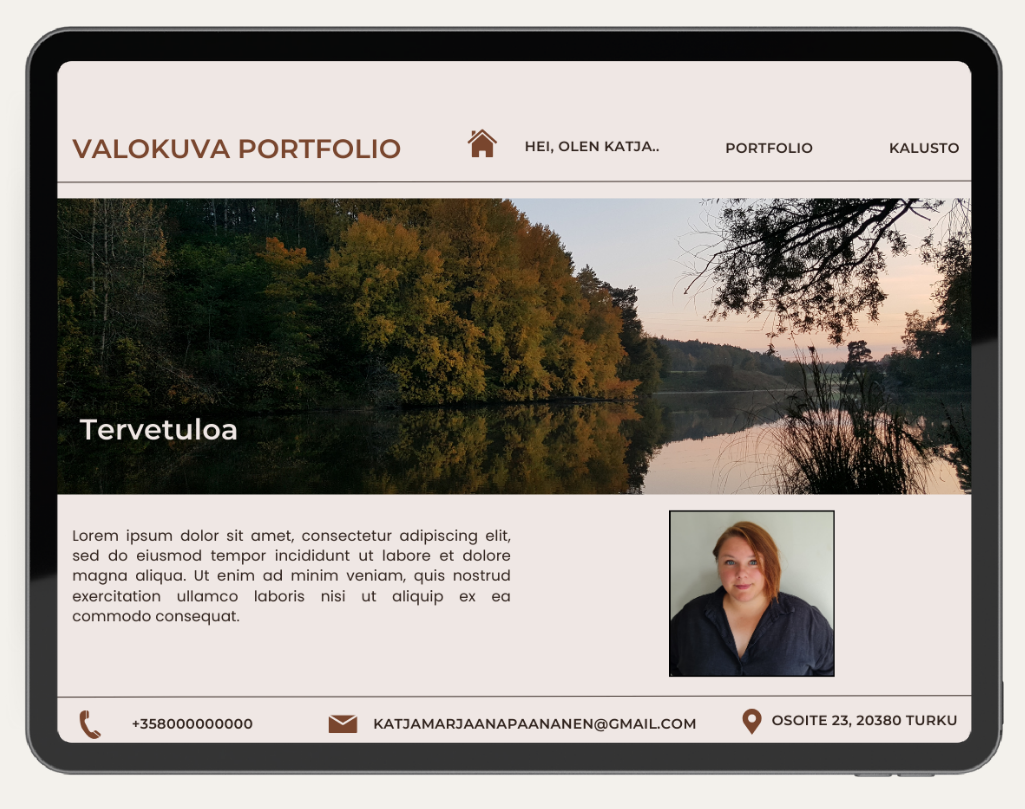 VALOKUVA PORTFOLIO
HEI, OLEN KATJA..
PORTFOLIO
KALUSTO
Tervetuloa
Lorem ipsum dolor sit amet, consectetur adipiscing elit,
sed do eiusmod tempor incididunt ut labore et dolore
magna aliqua. Ut enim ad minim veniam, quis nostrud
exercitation ullamco laboris nisi ut aliquip ex ea
commodo consequat.
+358000000000
KATJAMARJAANAPAANANEN@GMAIL.COM
OSOITE 23, 20380 TURKU